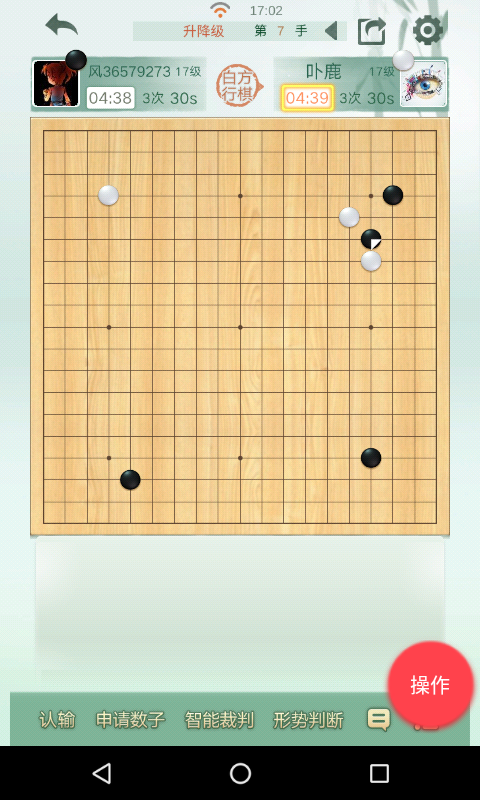 17:02
升降级 第 7 手
风36579273 17级
04:38 3次 30s
白方
行棋
卟鹿 17级
04:39 3次 30s
操作
认输 申请数子 智能裁判 形势判断